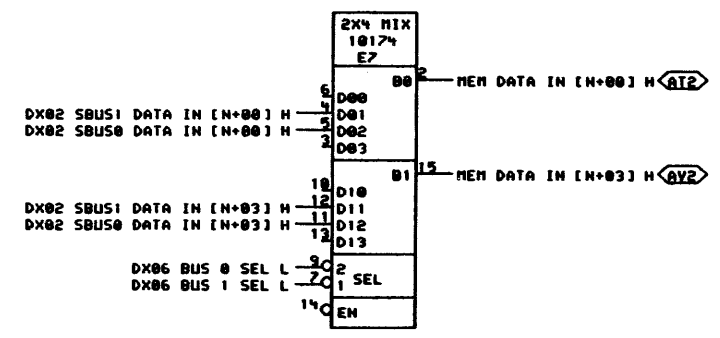 2X4 MIX
10174
E7
B0 2 MEM DATA IN [N+00] H AT2
6 D00
DX02 SBUS1 DATA IN [N+00] H 4 D01
DX02 SBUS0 DATA IN [N+00] H 5 D02
3 D03
B1 15 MEM DATA IN [N+03] H AV2
10 D10
DX02 SBUS1 DATA IN [N+03] H 12 D11
DX02 SBUS0 DATA IN [N+03] H 11 D12
13 D13
DX06 BUS 0 SEL L 9 2
DX06 BUS 1 SEL L 7 1 SEL
14 EN